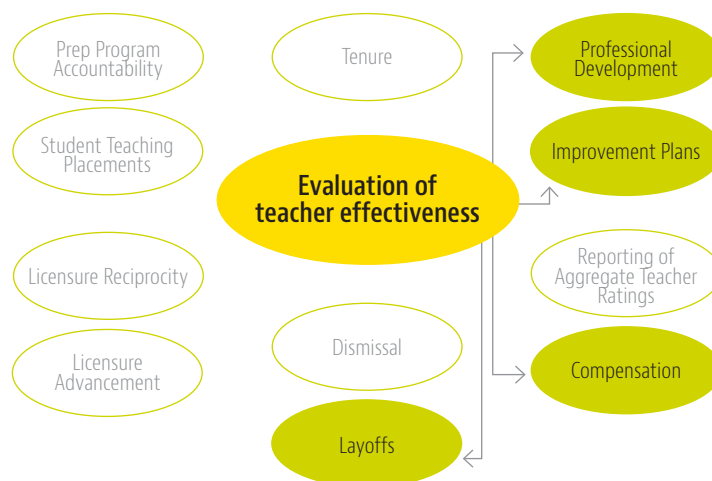 Prep Program
Accountability
Tenure
Professional
Development
Student Teaching
Placements
Improvement Plans
Evaluation of
teacher effectiveness
Licensure Reciprocity
Reporting of
Aggregate Teacher
Ratings
Licensure
Advancement
Dismissal
Compensation
Layoffs